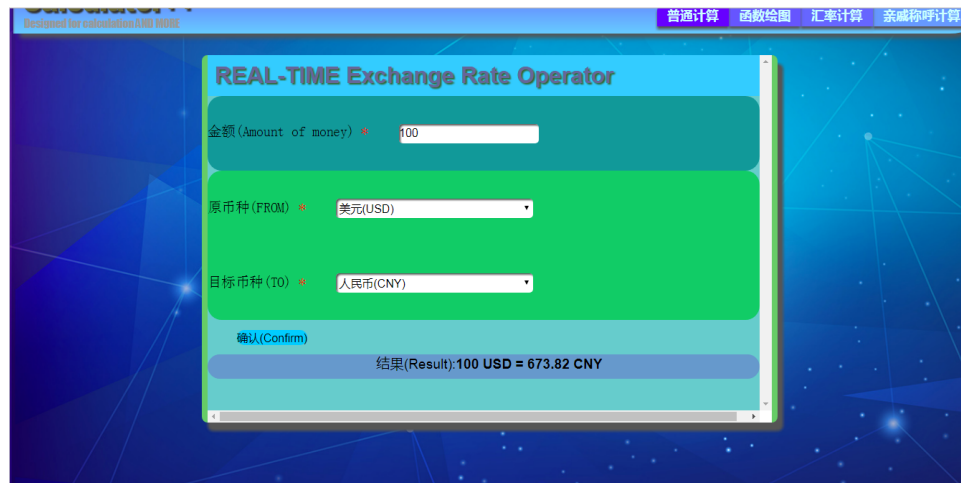 Designed for calculation AND MORE
普通计算 函数绘图 汇率计算 亲戚称呼计算
REAL-TIME Exchange Rate Operator
金额(Amount of money) * 100
原币种(FROM) * 美元(USD)
目标币种(TO) * 人民币(CNY)
确认(Confirm)
结果(Result):100 USD = 673.82 CNY